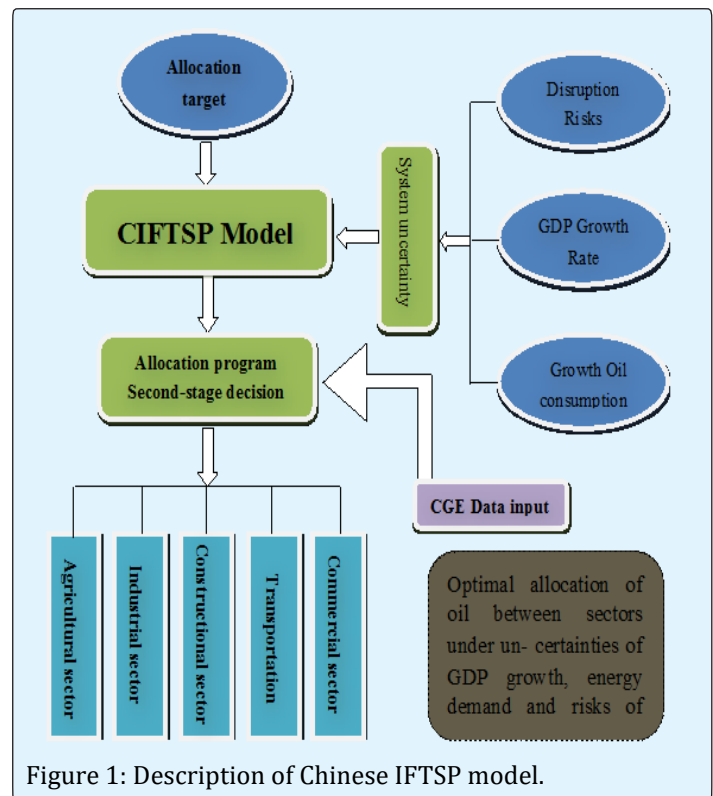 Allocation
target
Disruption
Risks
System uncertainty
CIFTSP Model
GDP Growth
Rate
Allocation program
Second-stage decision
Growth Oil
consumption
CGE Data input
Agricultural sector
Industrial sector
Constructional sector
Transportation
Commercial sector
Optimal allocation of
oil between sectors
under un- certainties of
GDP growth, energy
demand and risks of
Figure 1: Description of Chinese IFTSP model.